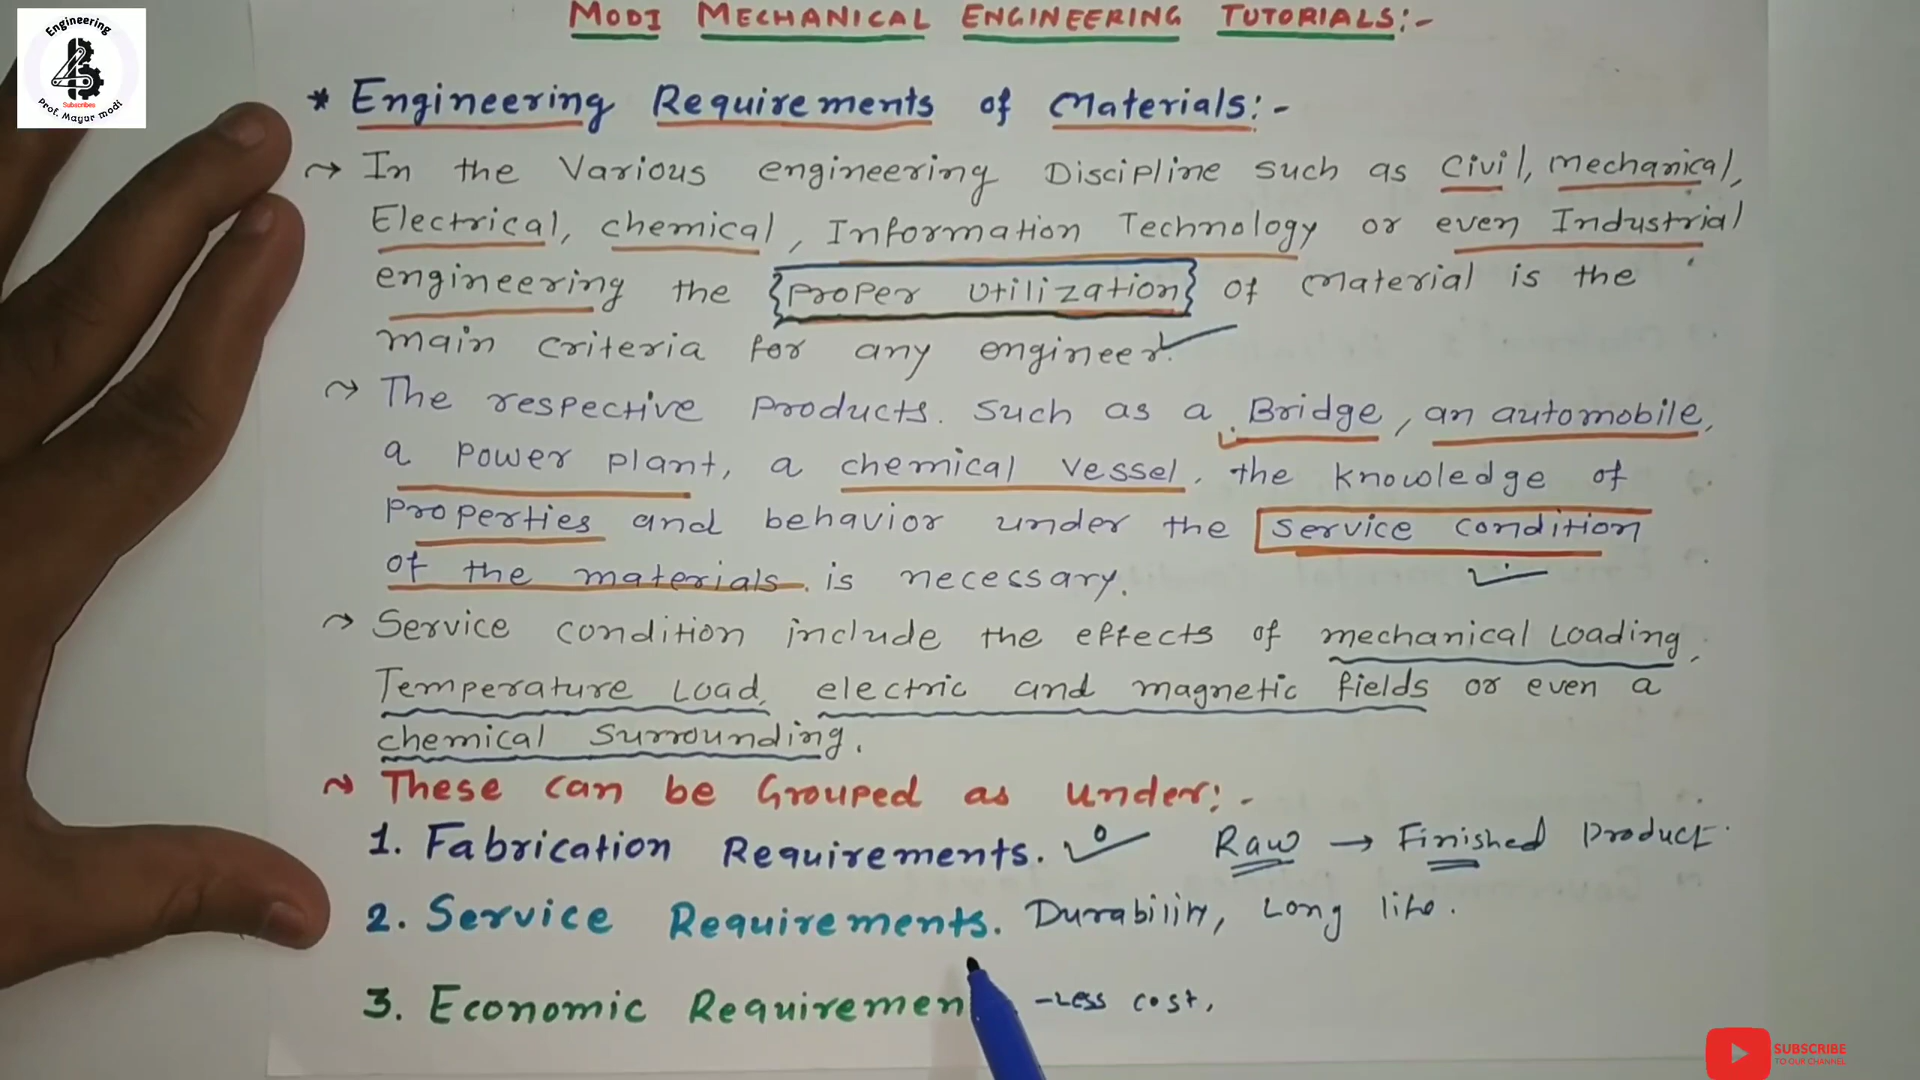 Engineering
Subscribes
Prof. Mayur modi
MODI MECHANICAL ENGINEERING TUTORIALS:-
* Engineering Requirements of Materials:-
→ In the Various engineering Discipline such as Civil, Mechanical,
Electrical, chemical, Information Technology or even Industrial
engineering the {Proper Utilization} of Material is the
main criteria for any engineer.
→ The respective Products. Such as a Bridge, an automobile,
a Power plant, a chemical vessel. the knowledge of
Properties and behavior under the service condition
of the materials. is necessary.
→ Service condition include the effects of mechanical Loading,
Temperature Load, electric and magnetic fields or even a
chemical Surrounding.
~ These can be Grouped as under:-
1. Fabrication Requirements. Raw → Finished Product.
2. Service Requirements. Durability, Long life.
3. Economic Requiremen -Less cost,
SUBSCRIBE
TO OUR CHANNEL